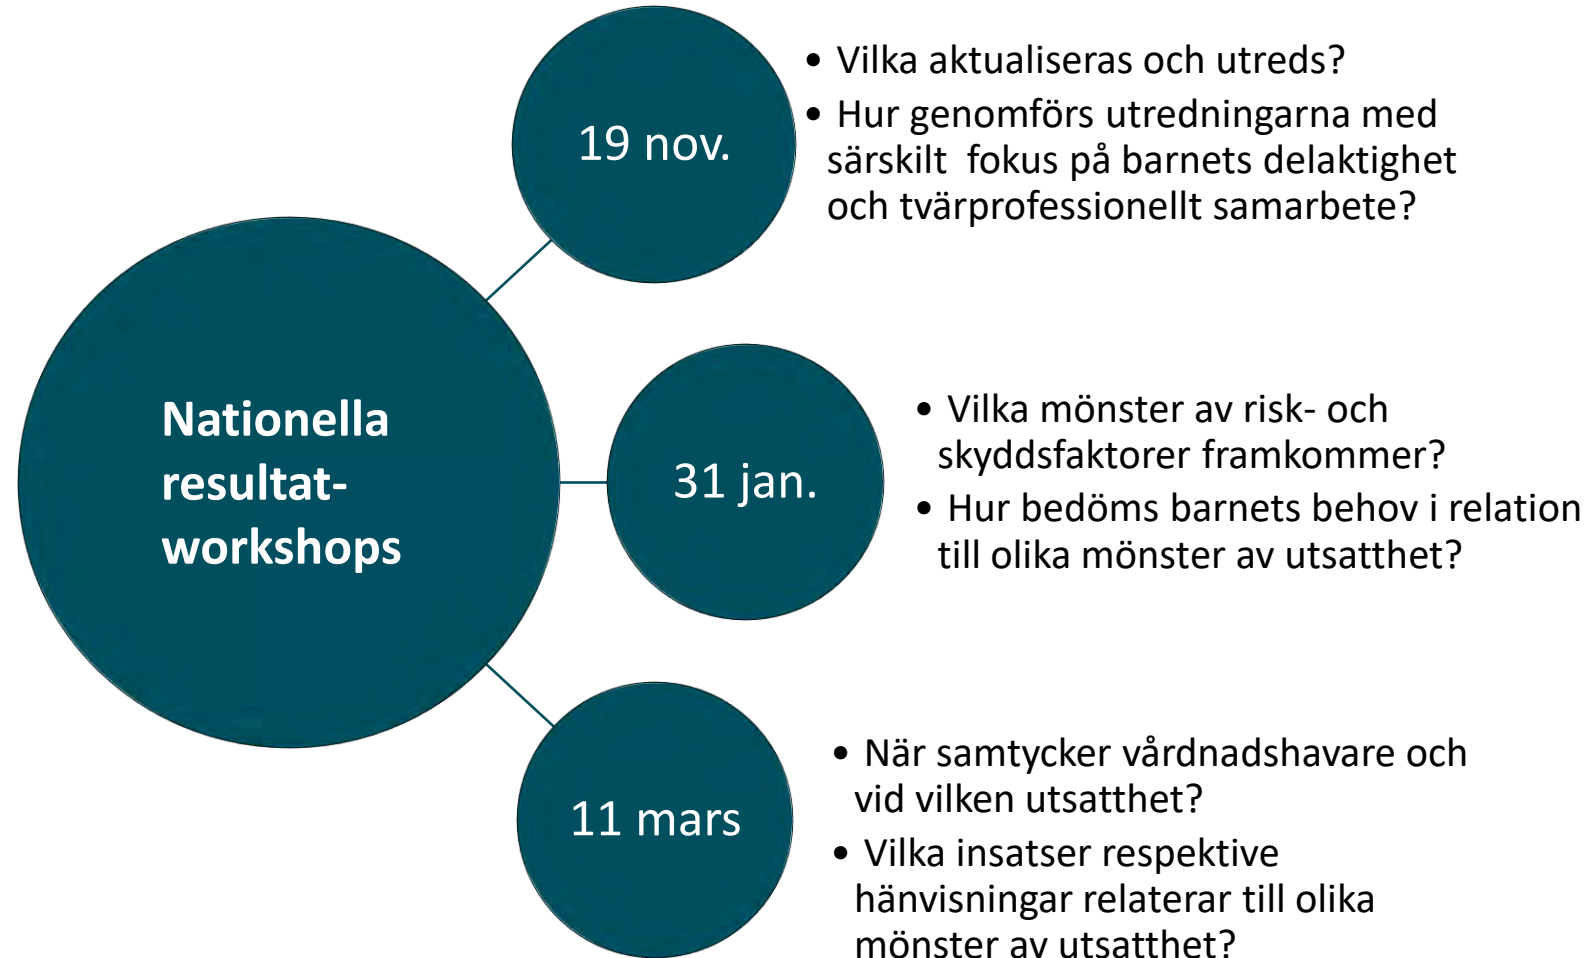 Nationella
resultat-
workshops
19 nov.
• Vilka aktualiseras och utreds?
• Hur genomförs utredningarna med
särskilt fokus på barnets delaktighet
och tvärprofessionellt samarbete?
31 jan.
• Vilka mönster av risk- och
skyddsfaktorer framkommer?
• Hur bedöms barnets behov i relation
till olika mönster av utsatthet?
11 mars
• När samtycker vårdnadshavare och
vid vilken utsatthet?
• Vilka insatser respektive
hänvisningar relaterar till olika
mönster av utsatthet?